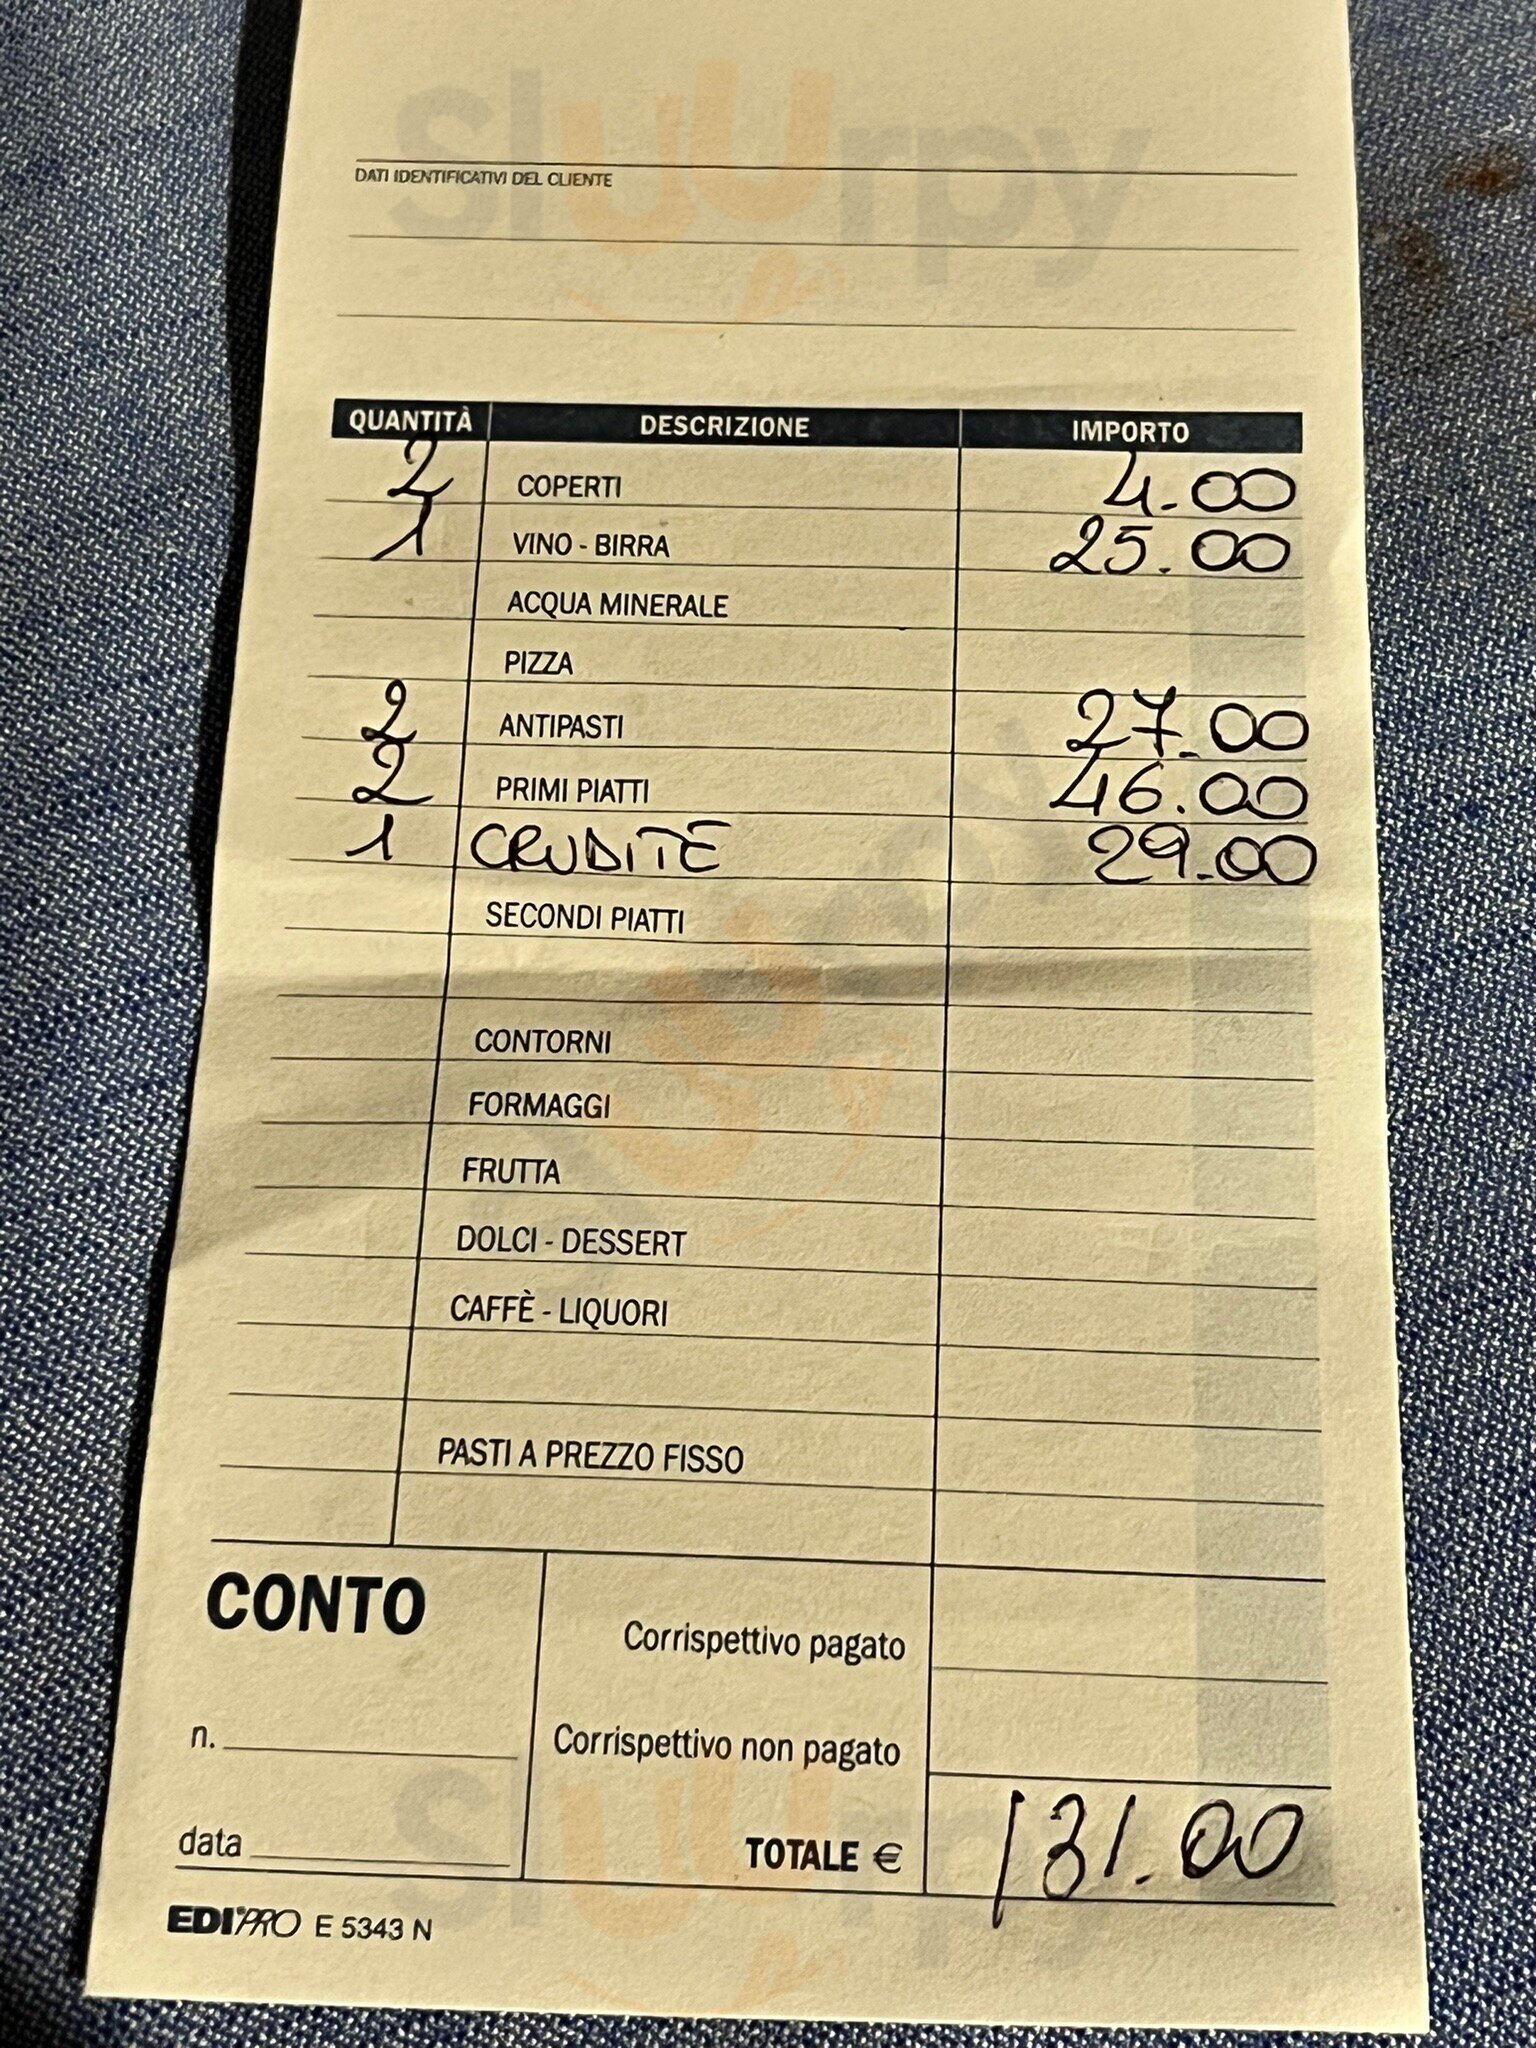 Sluurpy
DATI IDENTIFICATIVI DEL CLIENTE
QUANTITÀ DESCRIZIONE IMPORTO
2 COPERTI 4.00
1 VINO - BIRRA 25.00
ACQUA MINERALE
PIZZA
2 ANTIPASTI 27.00
2 PRIMI PIATTI 46.00
1 CRUDITE 29.00
SECONDI PIATTI
CONTORNI
FORMAGGI
FRUTTA
DOLCI - DESSERT
CAFFÈ - LIQUORI
PASTI A PREZZO FISSO
CONTO
Corrispettivo pagato
n.
Corrispettivo non pagato
data
TOTALE € 131.00
EDIPRO E 5343 N
Sluurpy